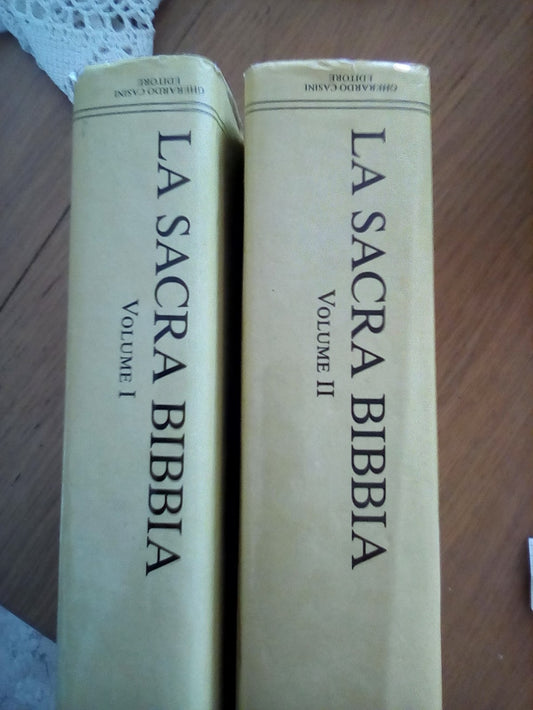 GHERARDO CASINI
EDITORE
LA SACRA BIBBIA
VOLUME I
GHERARDO CASINI
EDITORE
LA SACRA BIBBIA
VOLUME II